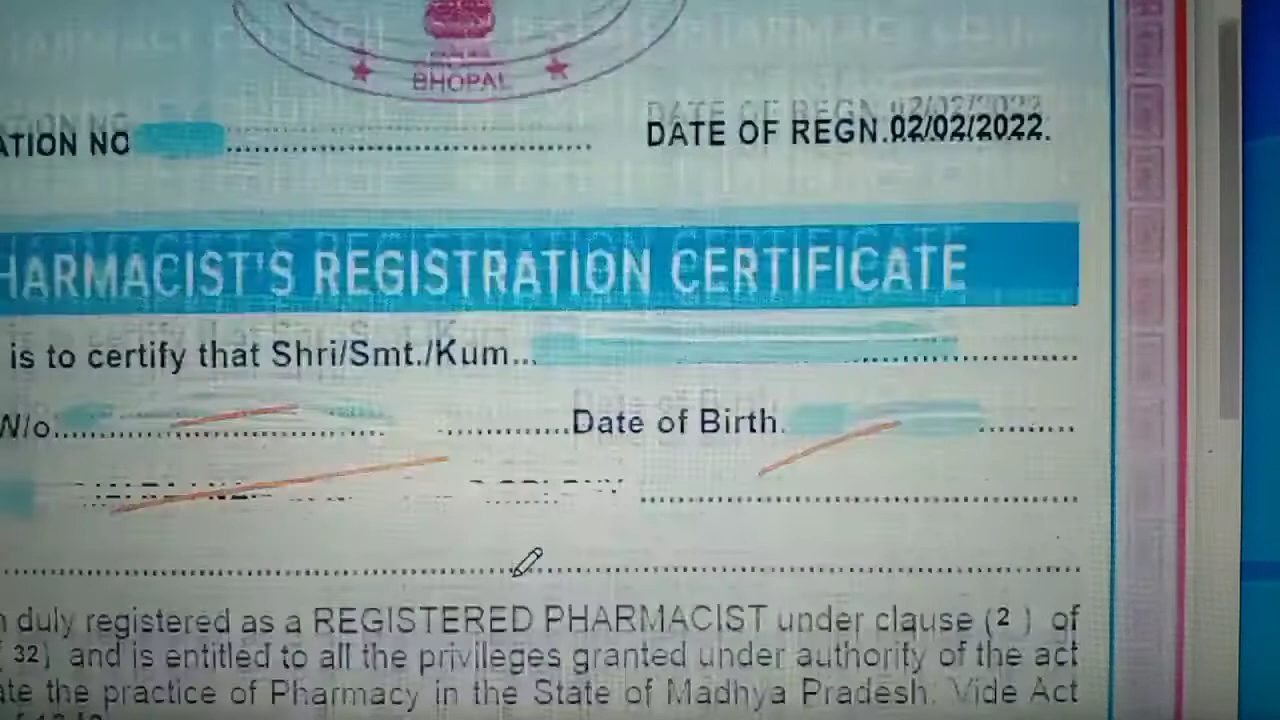 BHOPAL
ATION NO
DATE OF REGN.02/02/2022.
HARMACIST'S REGISTRATION CERTIFICATE
is to certify that Shri/Smt./Kum...
W/o
Date of Birth.
duly registered as a REGISTERED PHARMACIST under clause (2 ) of
32) and is entitled to all the privileges granted under authority of the act
the practice of Pharmacy in the State of Madhya Pradesh. Vide Act